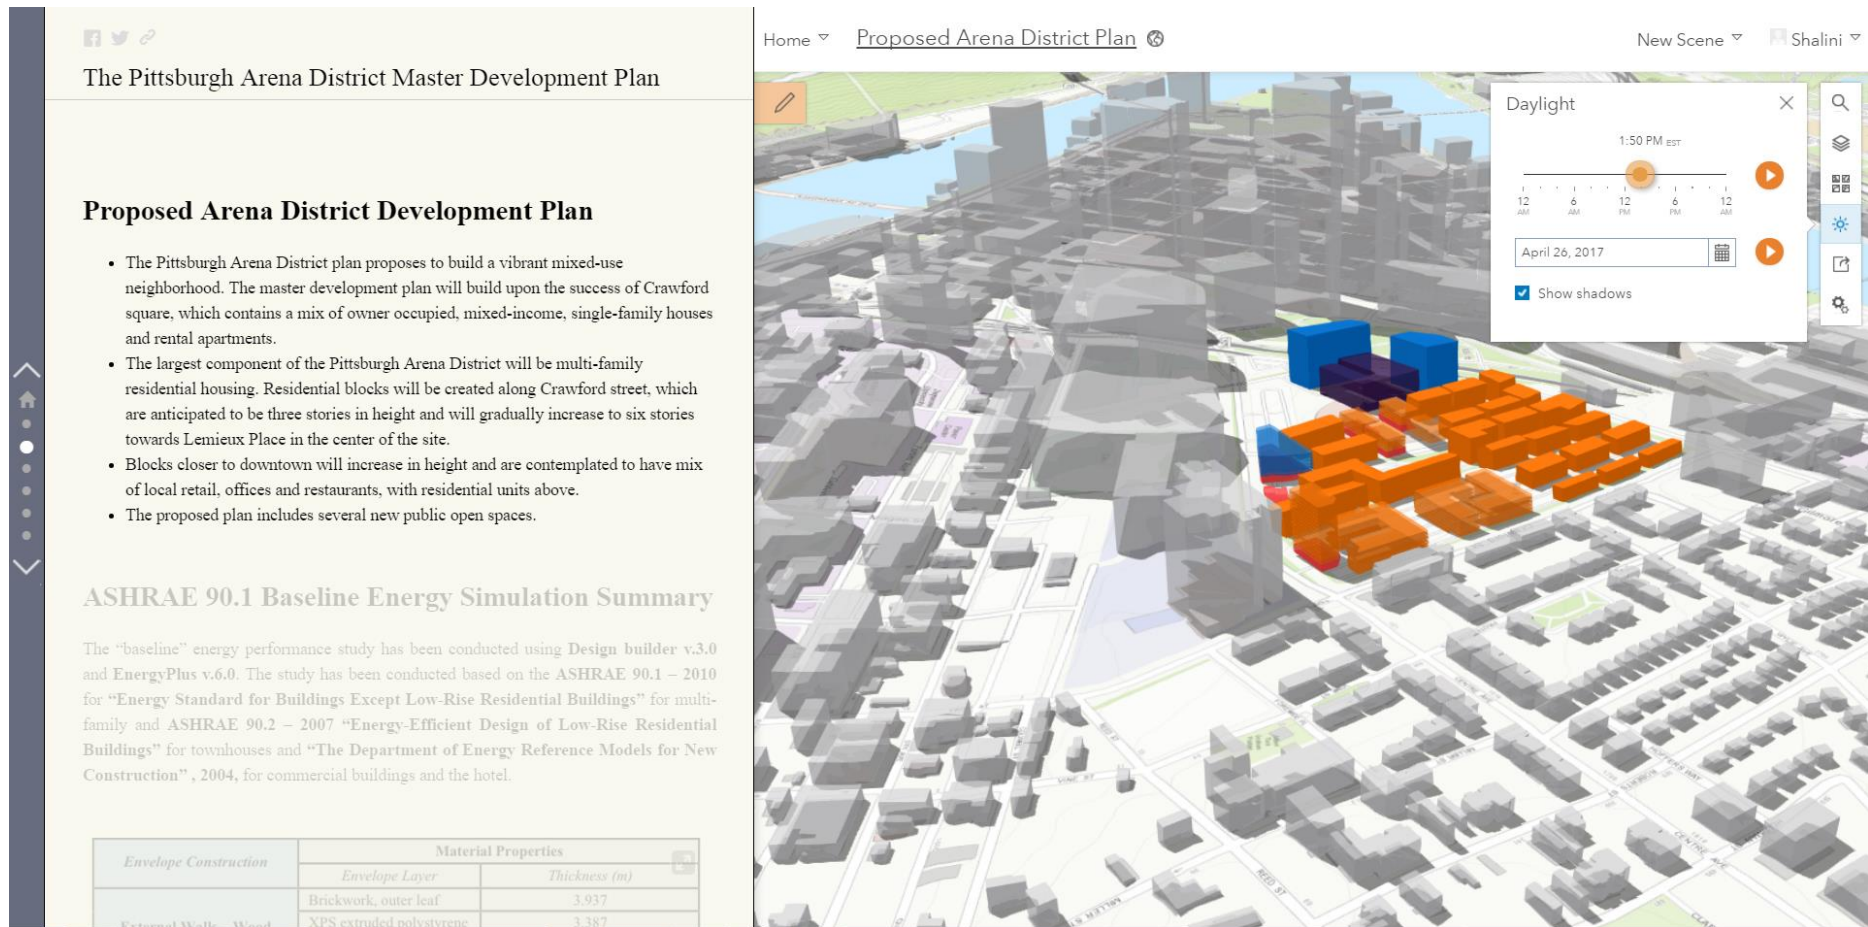 The Pittsburgh Arena District Master Development Plan
Proposed Arena District Development Plan
• The Pittsburgh Arena District plan proposes to build a vibrant mixed-use
neighborhood. The master development plan will build upon the success of Crawford
square, which contains a mix of owner occupied, mixed-income, single-family houses
and rental apartments.
• The largest component of the Pittsburgh Arena District will be multi-family
residential housing. Residential blocks will be created along Crawford street, which
are anticipated to be three stories in height and will gradually increase to six stories
towards Lemieux Place in the center of the site.
• Blocks closer to downtown will increase in height and are contemplated to have mix
of local retail, offices and restaurants, with residential units above.
• The proposed plan includes several new public open spaces.
ASHRAE 90.1 Baseline Energy Simulation Summary
The “baseline” energy performance study has been conducted using Design builder v.3.0
and EnergyPlus v.6.0. The study has been conducted based on the ASHRAE 90.1 – 2010
for “Energy Standard for Buildings Except Low-Rise Residential Buildings” for multi-
family and ASHRAE 90.2 – 2007 “Energy-Efficient Design of Low-Rise Residential
Buildings” for townhouses and “The Department of Energy Reference Models for New
Construction” , 2004, for commercial buildings and the hotel.
Envelope Construction
Material Properties
Envelope Layer Thickness (m)
Brickwork, outer leaf 3.937
External Walls – Wood
XPS extruded polystyrene 3.387
Home Proposed Arena District Plan New Scene Shalini
Daylight
1:50 PM EST
12 6 12 6 12
AM AM PM PM AM
April 26, 2017
Show shadows
VINE ST
REED ST
MILLER ST
CENTRE AVE